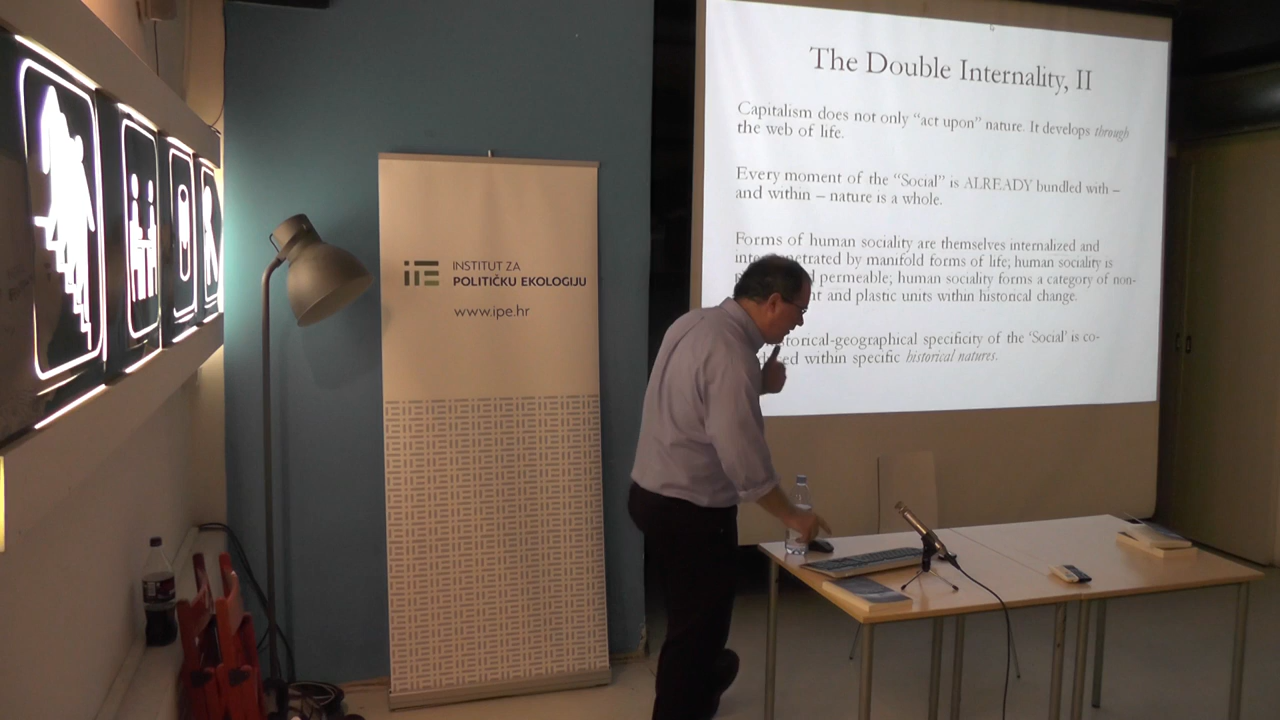 The Double Internality, II
Capitalism does not only “act upon” nature. It develops through
the web of life.
Every moment of the “Social” is ALREADY bundled with –
and within – nature is a whole.
Forms of human sociality are themselves internalized and
by manifold forms of life; human sociality is
permeable; human sociality forms a category of non-
and plastic units within historical change.
specificity of the ‘Social’ is co-
within specific historical natures.
INSTITUT ZA
POLITIČKU EKOLOGIJU
www.ipe.hr